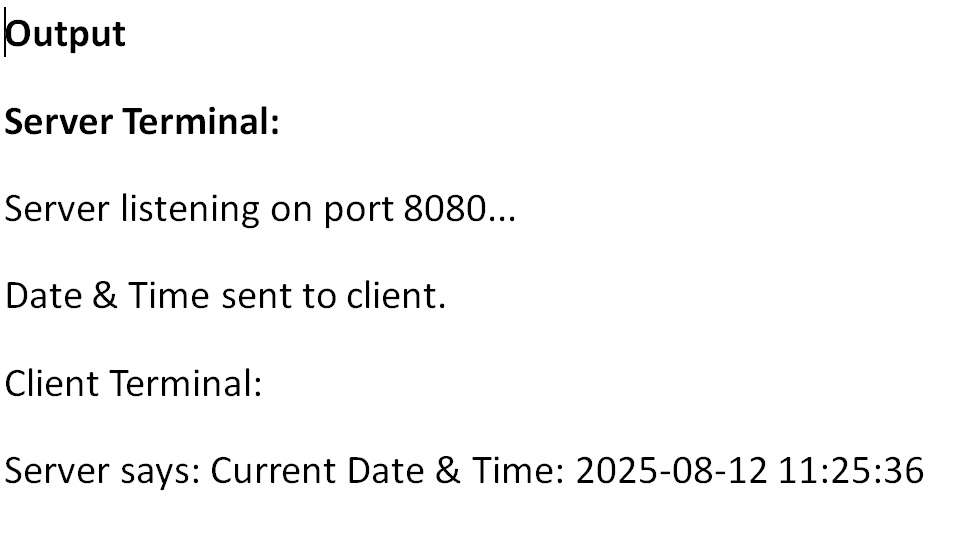 Output
Server Terminal:
Server listening on port 8080...
Date & Time sent to client.
Client Terminal:
Server says: Current Date & Time: 2025-08-12 11:25:36